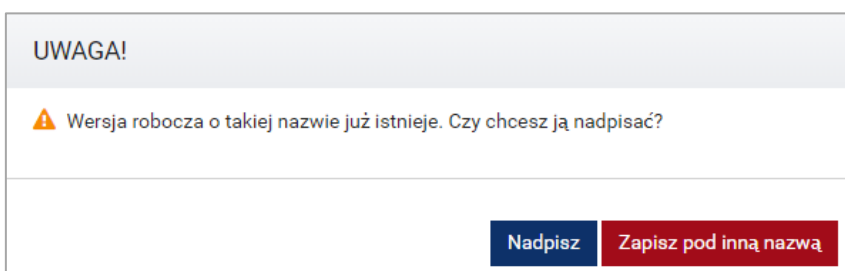 UWAGA!
Wersja robocza o takiej nazwie już istnieje. Czy chcesz ją nadpisać?
Nadpisz
Zapisz pod inną nazwą